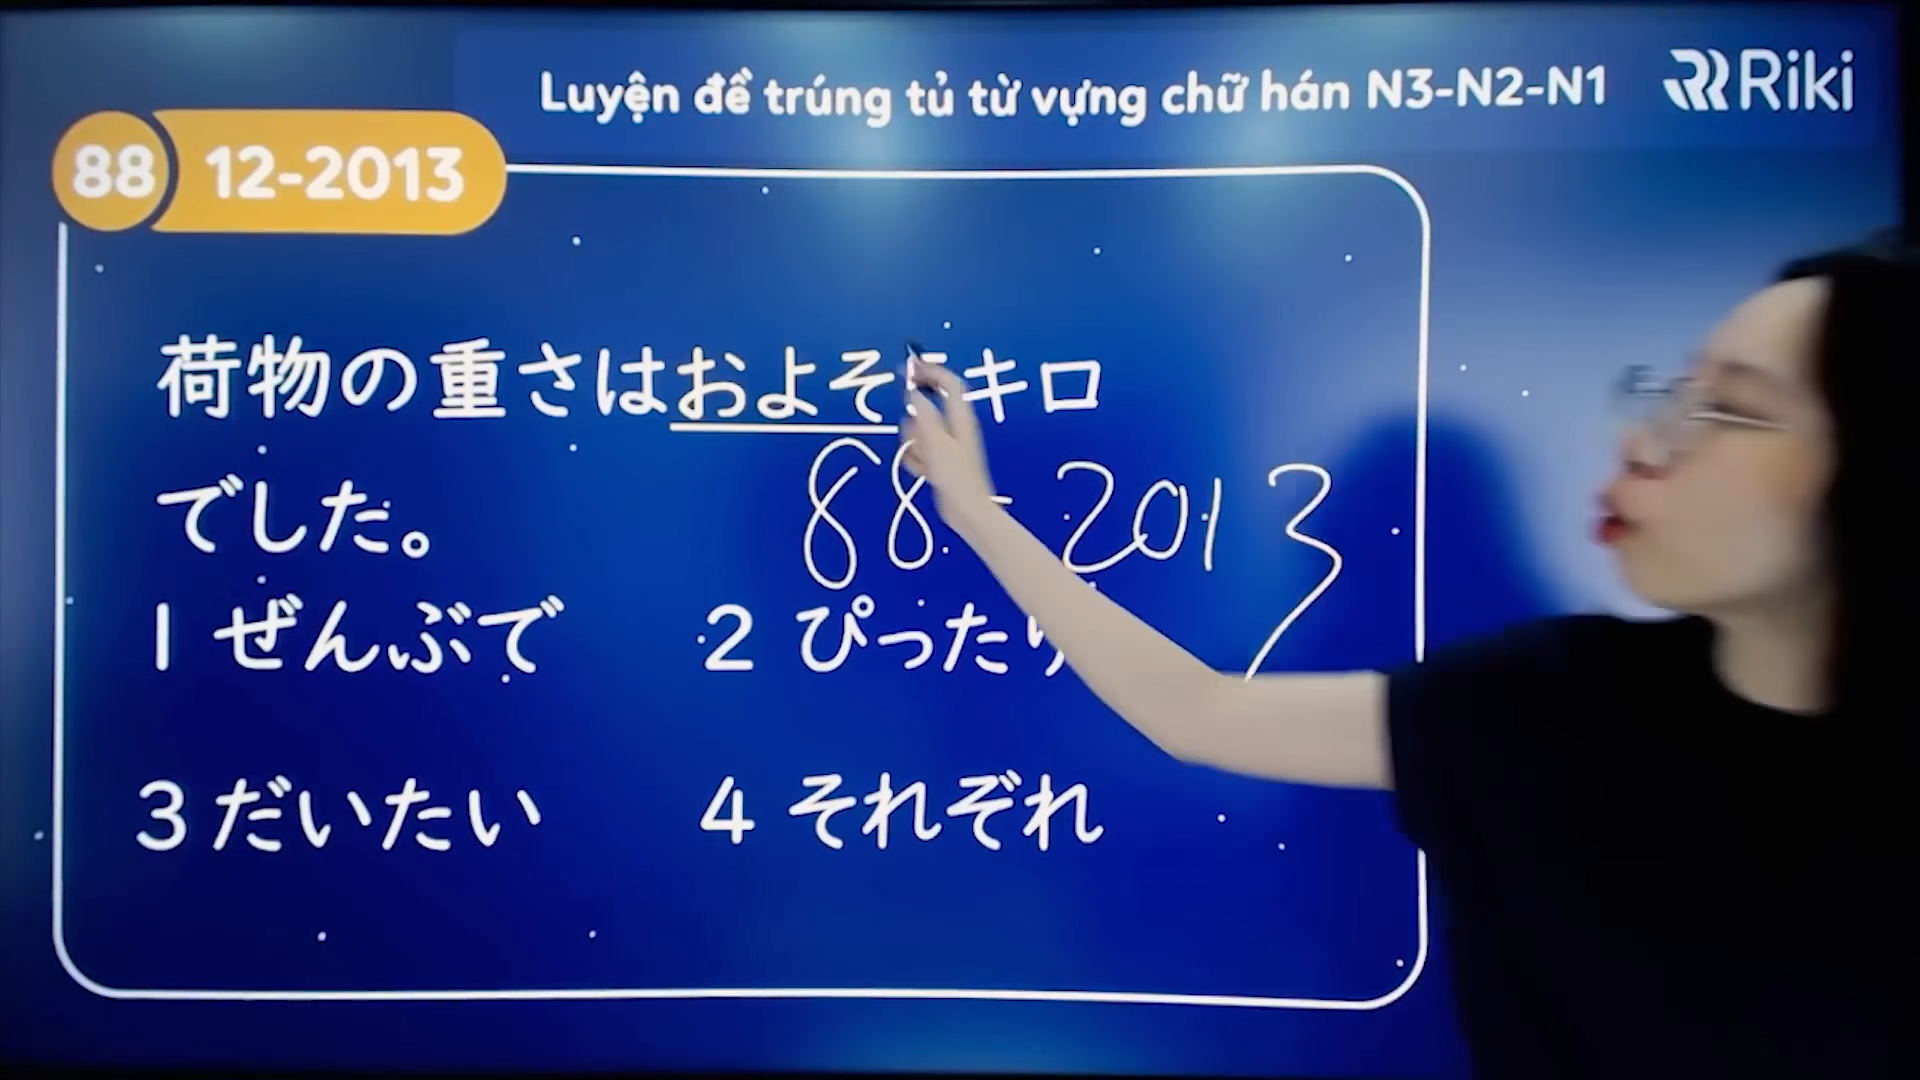 Luyện đề trúng tủ từ vựng chữ hán N3-N2-N1
Riki
88 12-2013
荷物の重さはおよそ キロ
でした。
88 - 2013
1 ぜんぶで
2 ぴったり
3 だいたい
4 それぞれ